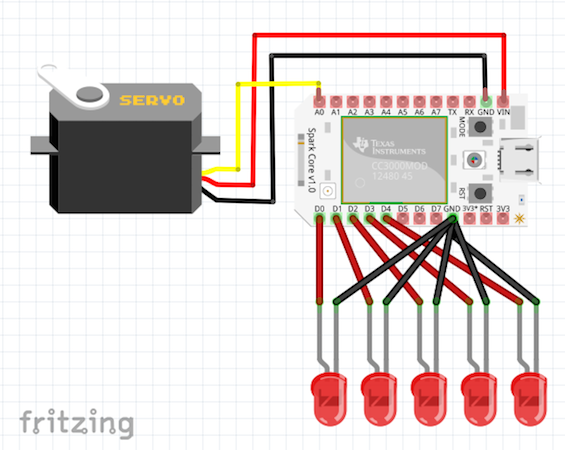 SERVO
A0 A1 A2 A3 A4 A5 A6 A7 TX RX GND VIN
MODE
Spark Core v1.0
TEXAS
INSTRUMENTS
CC3000MOD
T2480 45
RST
D0 D1 D2 D3 D4 D5 D6 D7 GND 3V3* RST 3V3
fritzing